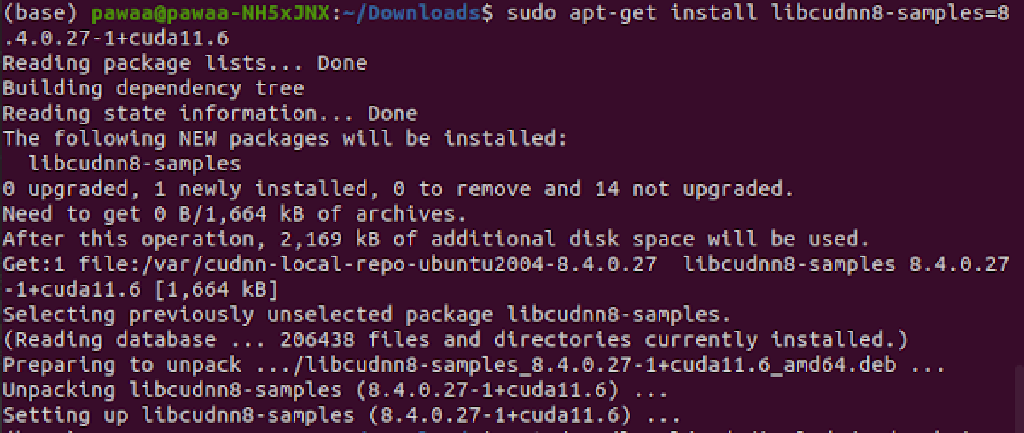 (base) pawaa@pawaa-NH5xJNX:~/Downloads$ sudo apt-get install libcudnn8-samples=8
.4.0.27-1+cuda11.6
Reading package lists... Done
Building dependency tree
Reading state information... Done
The following NEW packages will be installed:
  libcudnn8-samples
0 upgraded, 1 newly installed, 0 to remove and 14 not upgraded.
Need to get 0 B/1,664 kB of archives.
After this operation, 2,169 kB of additional disk space will be used.
Get:1 file:/var/cudnn-local-repo-ubuntu2004-8.4.0.27  libcudnn8-samples 8.4.0.27
-1+cuda11.6 [1,664 kB]
Selecting previously unselected package libcudnn8-samples.
(Reading database ... 206438 files and directories currently installed.)
Preparing to unpack .../libcudnn8-samples_8.4.0.27-1+cuda11.6_amd64.deb ...
Unpacking libcudnn8-samples (8.4.0.27-1+cuda11.6) ...
Setting up libcudnn8-samples (8.4.0.27-1+cuda11.6) ...